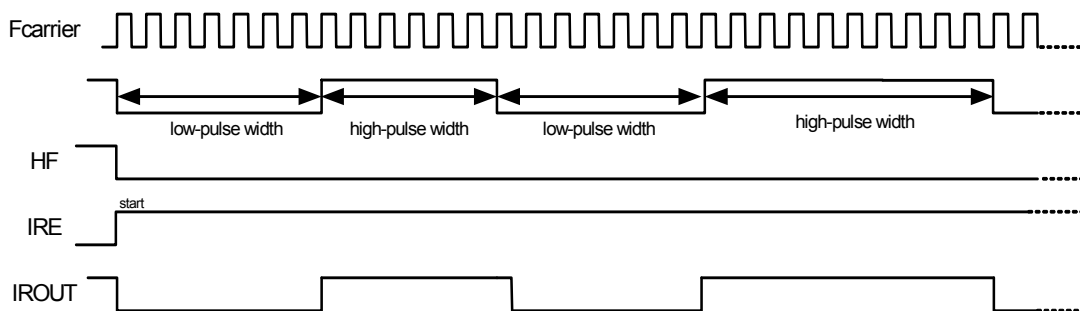 Fcarrier
low-pulse width
high-pulse width
low-pulse width
high-pulse width
HF
start
IRE
IROUT